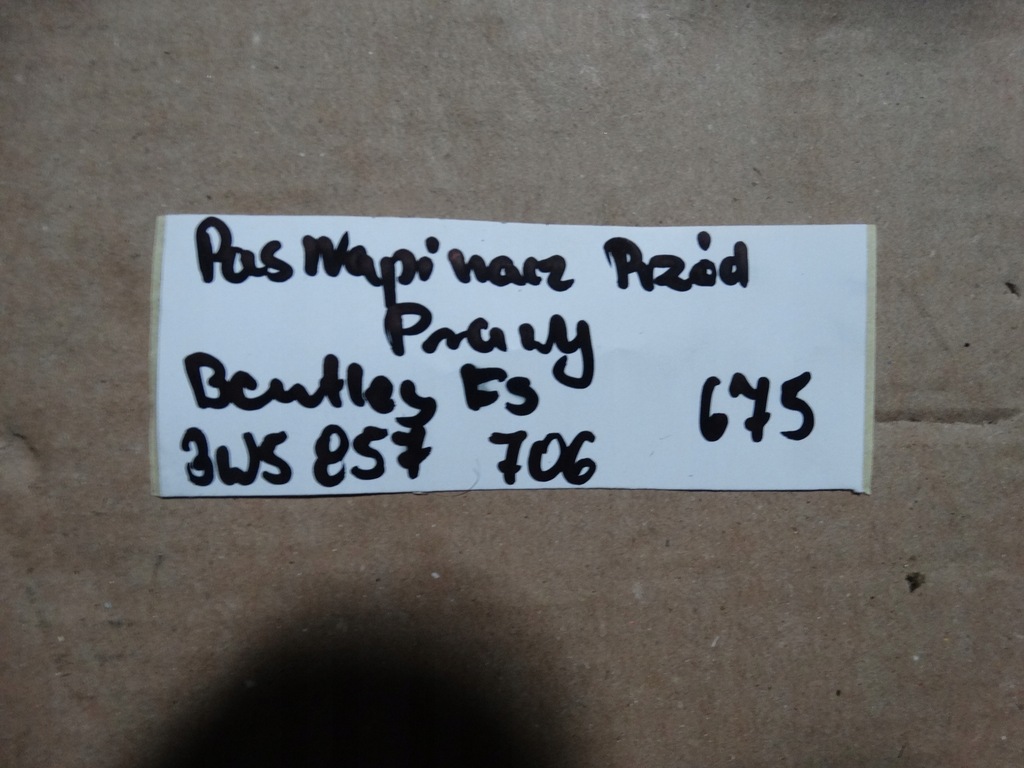 Pas Napinacz Przód
Prawy
Bentley FS
3W5 857 706
675